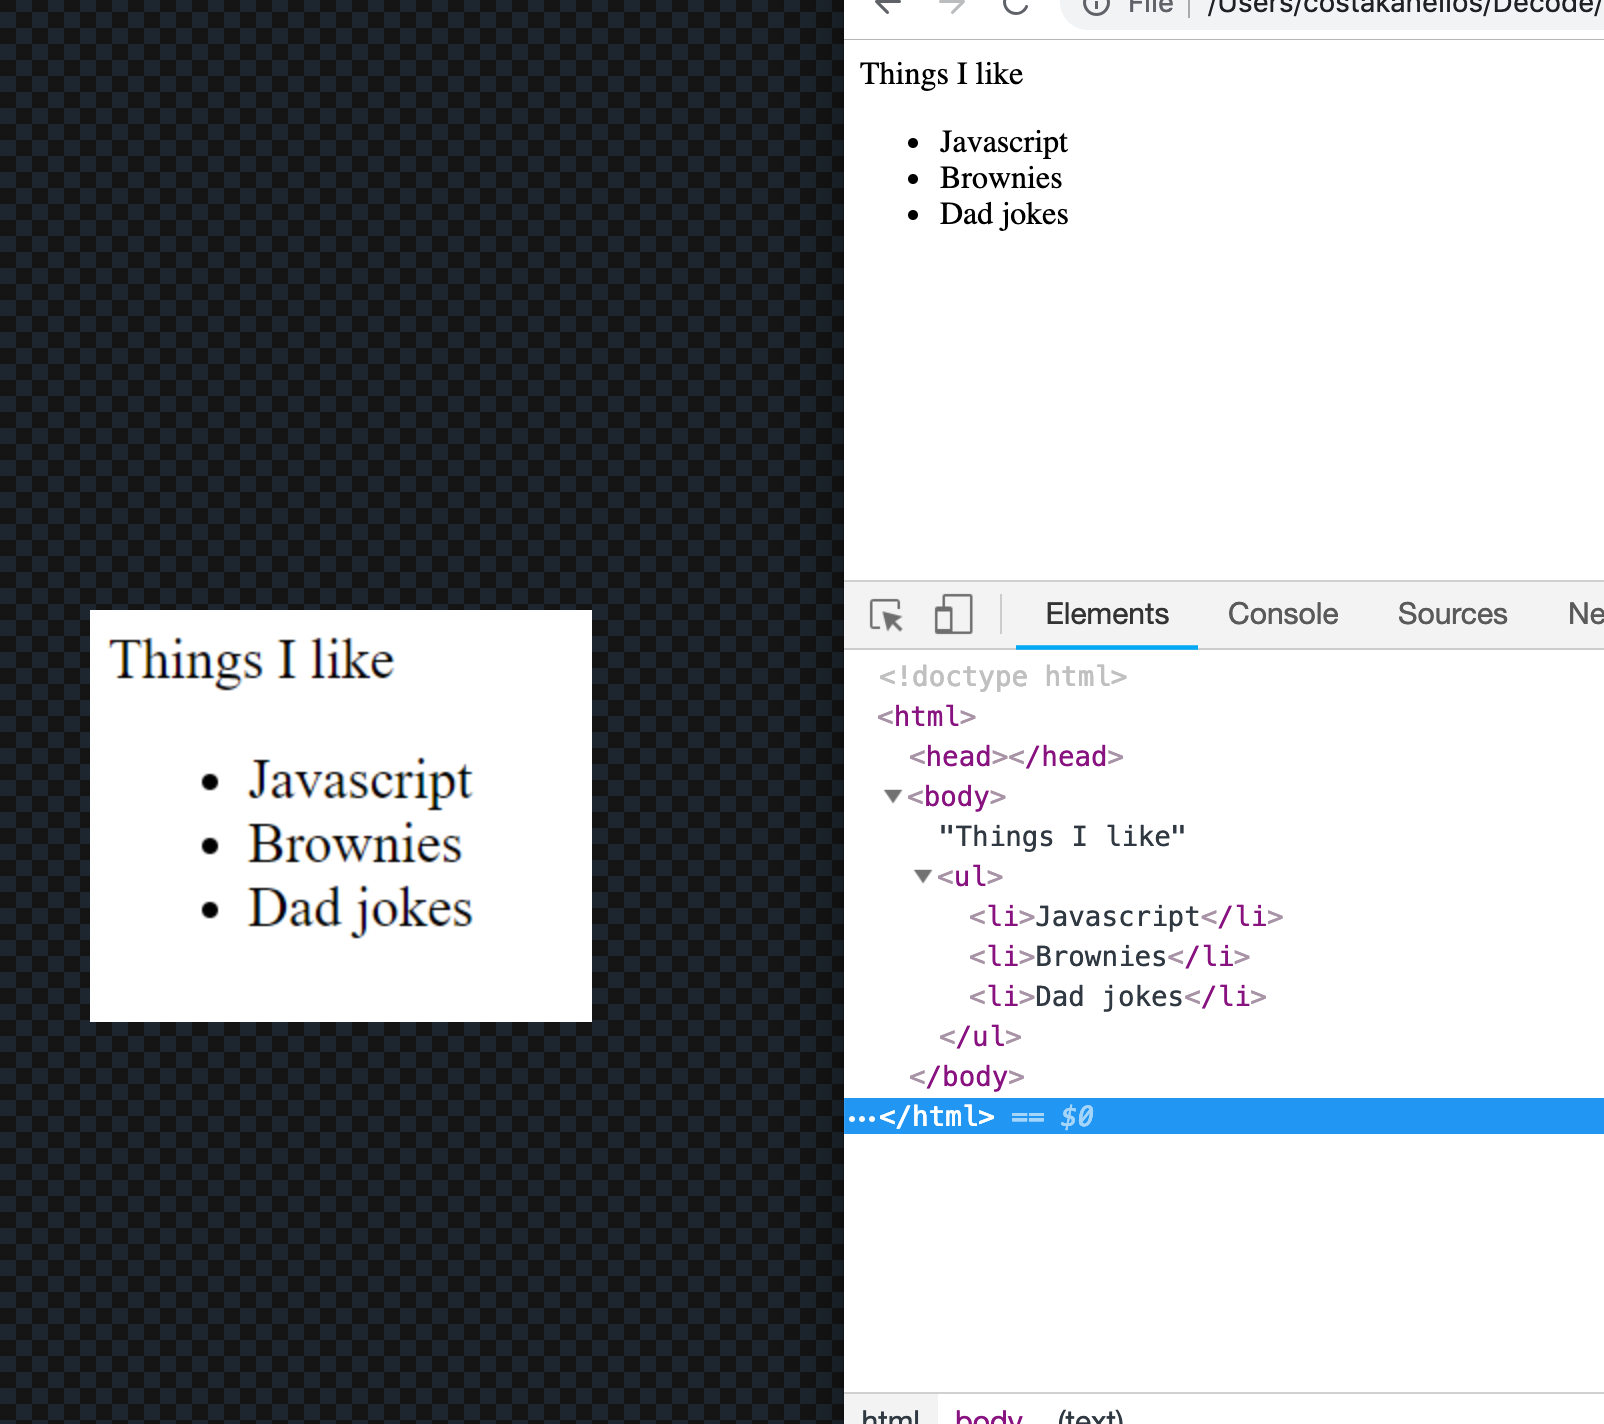 Things I like
Javascript
Brownies
Dad jokes
File /Users/costakanellos/Decode/
Things I like
Javascript
Brownies
Dad jokes
Elements Console Sources Ne
<!doctype html>
<html>
<head></head>
<body>
"Things I like"
<ul>
<li>Javascript</li>
<li>Brownies</li>
<li>Dad jokes</li>
</ul>
</body>
…</html> == $0
html body (text)